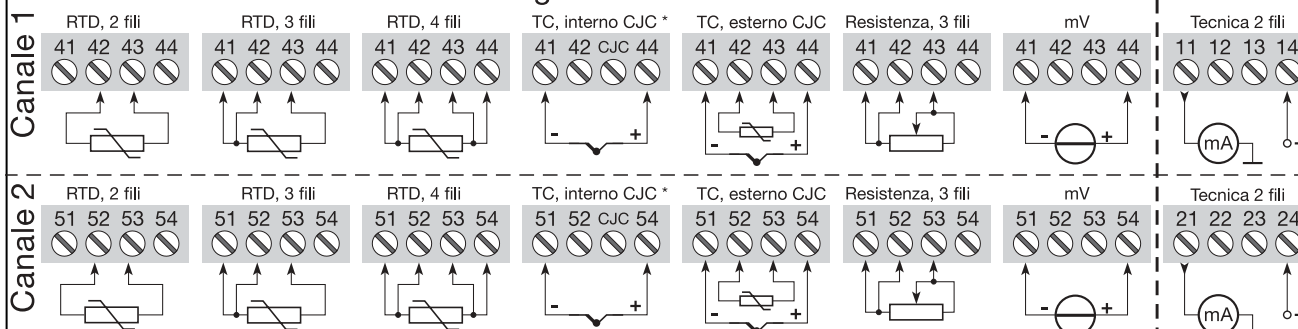 Canale 1
RTD, 2 fili RTD, 3 fili RTD, 4 fili TC, interno CJC * TC, esterno CJC Resistenza, 3 fili mV Tecnica 2 fili
41 42 43 44 41 42 43 44 41 42 43 44 41 42 CJC 44 41 42 43 44 41 42 43 44 41 42 43 44 11 12 13 14
- + - + - + mA -
Canale 2
RTD, 2 fili RTD, 3 fili RTD, 4 fili TC, interno CJC * TC, esterno CJC Resistenza, 3 fili mV Tecnica 2 fili
51 52 53 54 51 52 53 54 51 52 53 54 51 52 CJC 54 51 52 53 54 51 52 53 54 51 52 53 54 21 22 23 24
- + - + - + mA -